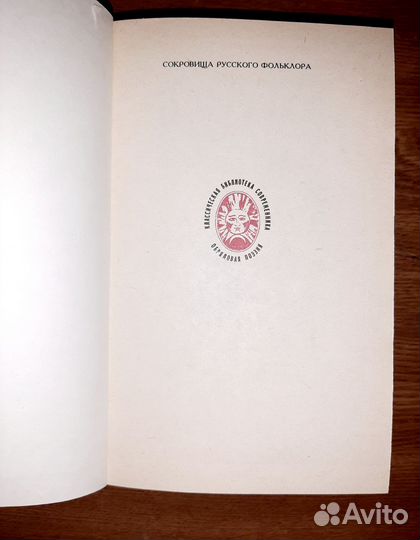 СОКРОВИЩА РУССКОГО ФОЛЬКЛОРА
КЛАССИЧЕСКАЯ БИБЛИОТЕКА СОВРЕМЕННИКА
ОБРЯДОВАЯ ПОЭЗИЯ
Avito